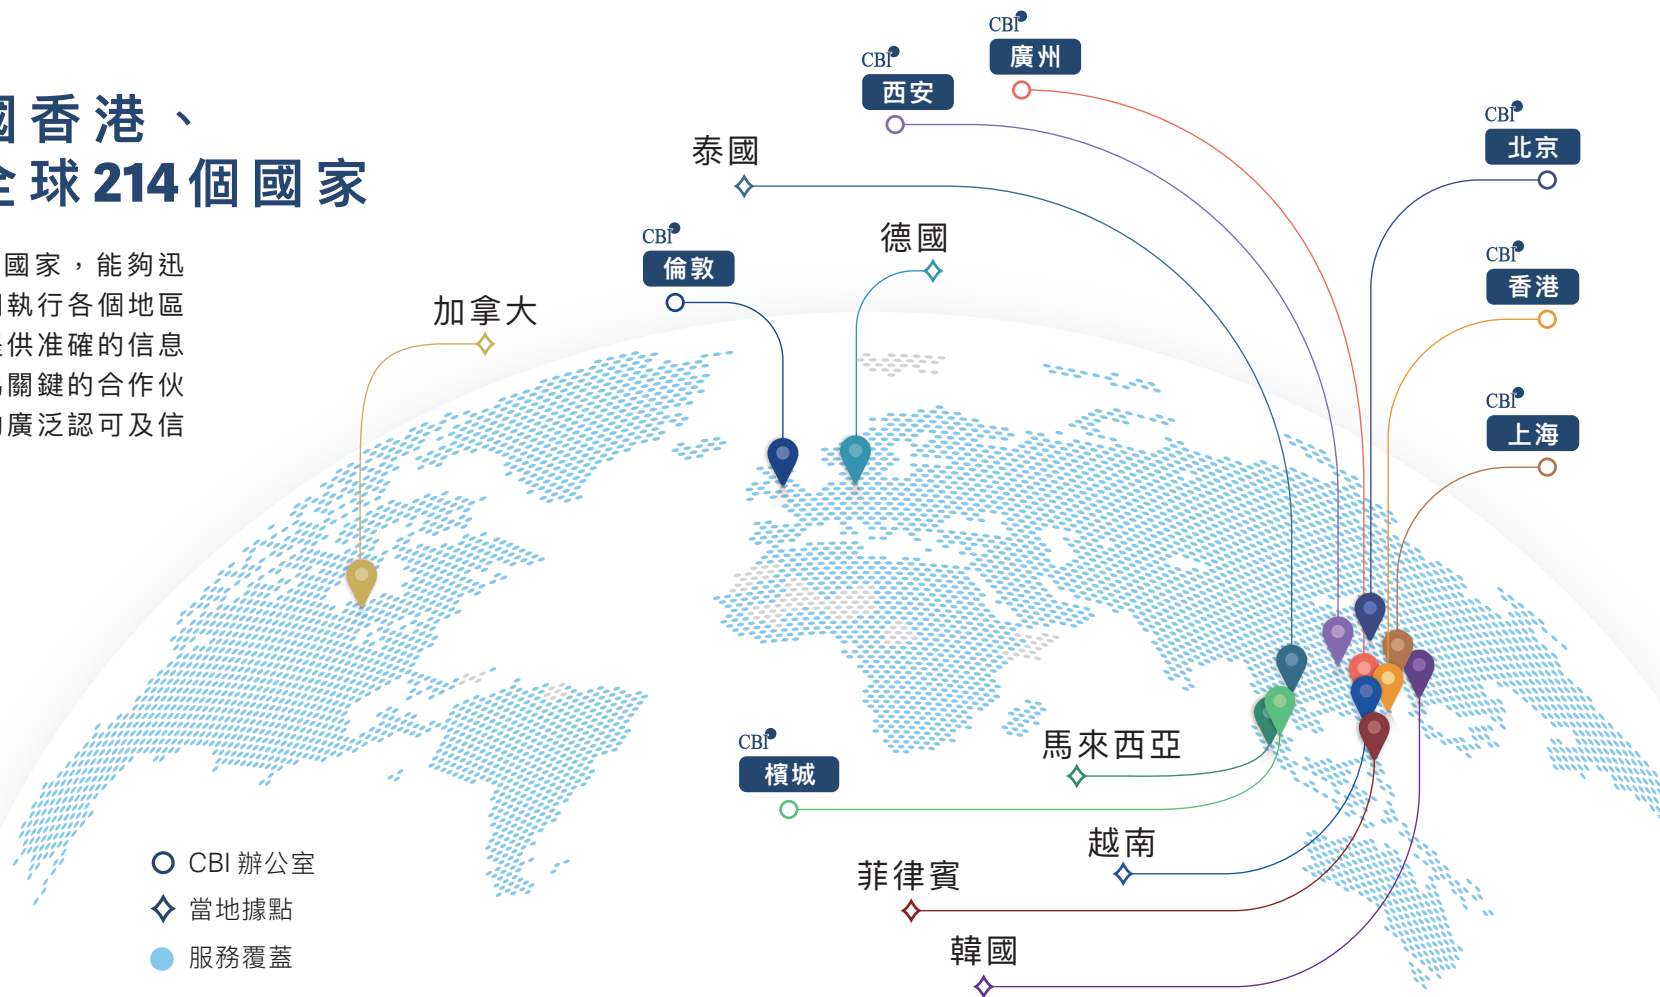 國香港、
全球214個國家
國家，能夠迅
執行各個地區
提供准確的信息
關鍵的合作伙
廣泛認可及信
CBI
廣州
CBI
西安
泰國
CBI
北京
德國
CBI
倫敦
CBI
香港
加拿大
CBI
上海
CBI
檳城
馬來西亞
越南
菲律賓
韓國
CBI 辦公室
當地據點
服務覆蓋